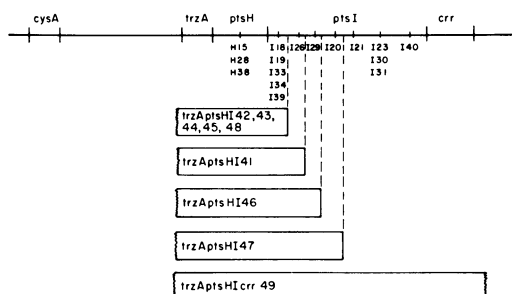 cysA trzA ptsH ptsI crr
H15 I18 I26 I29 I20 I21 I23 I40
H28 I19 I30
H38 I33 I31
I34
I39
trzAptsHI42,43,
44,45,48
trzAptsHI41
trzAptsHI46
trzAptsHI47
trzAptsHIcrr 49